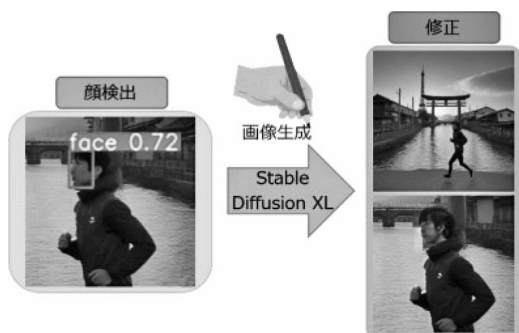 顔検出
face 0.72
画像生成
Stable
Diffusion XL
修正